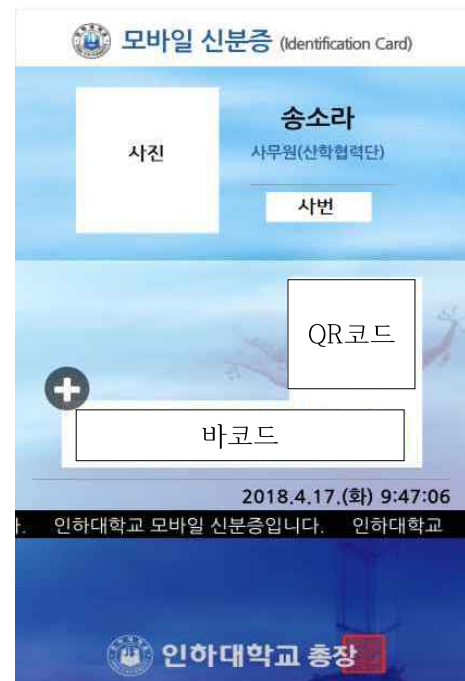 모바일 신분증 (Identification Card)
사진
송소라
사무원(산학협력단)
사번
QR코드
바코드
2018.4.17.(화) 9:47:06
. 인하대학교 모바일 신분증입니다. 인하대학교
인하대학교 총장